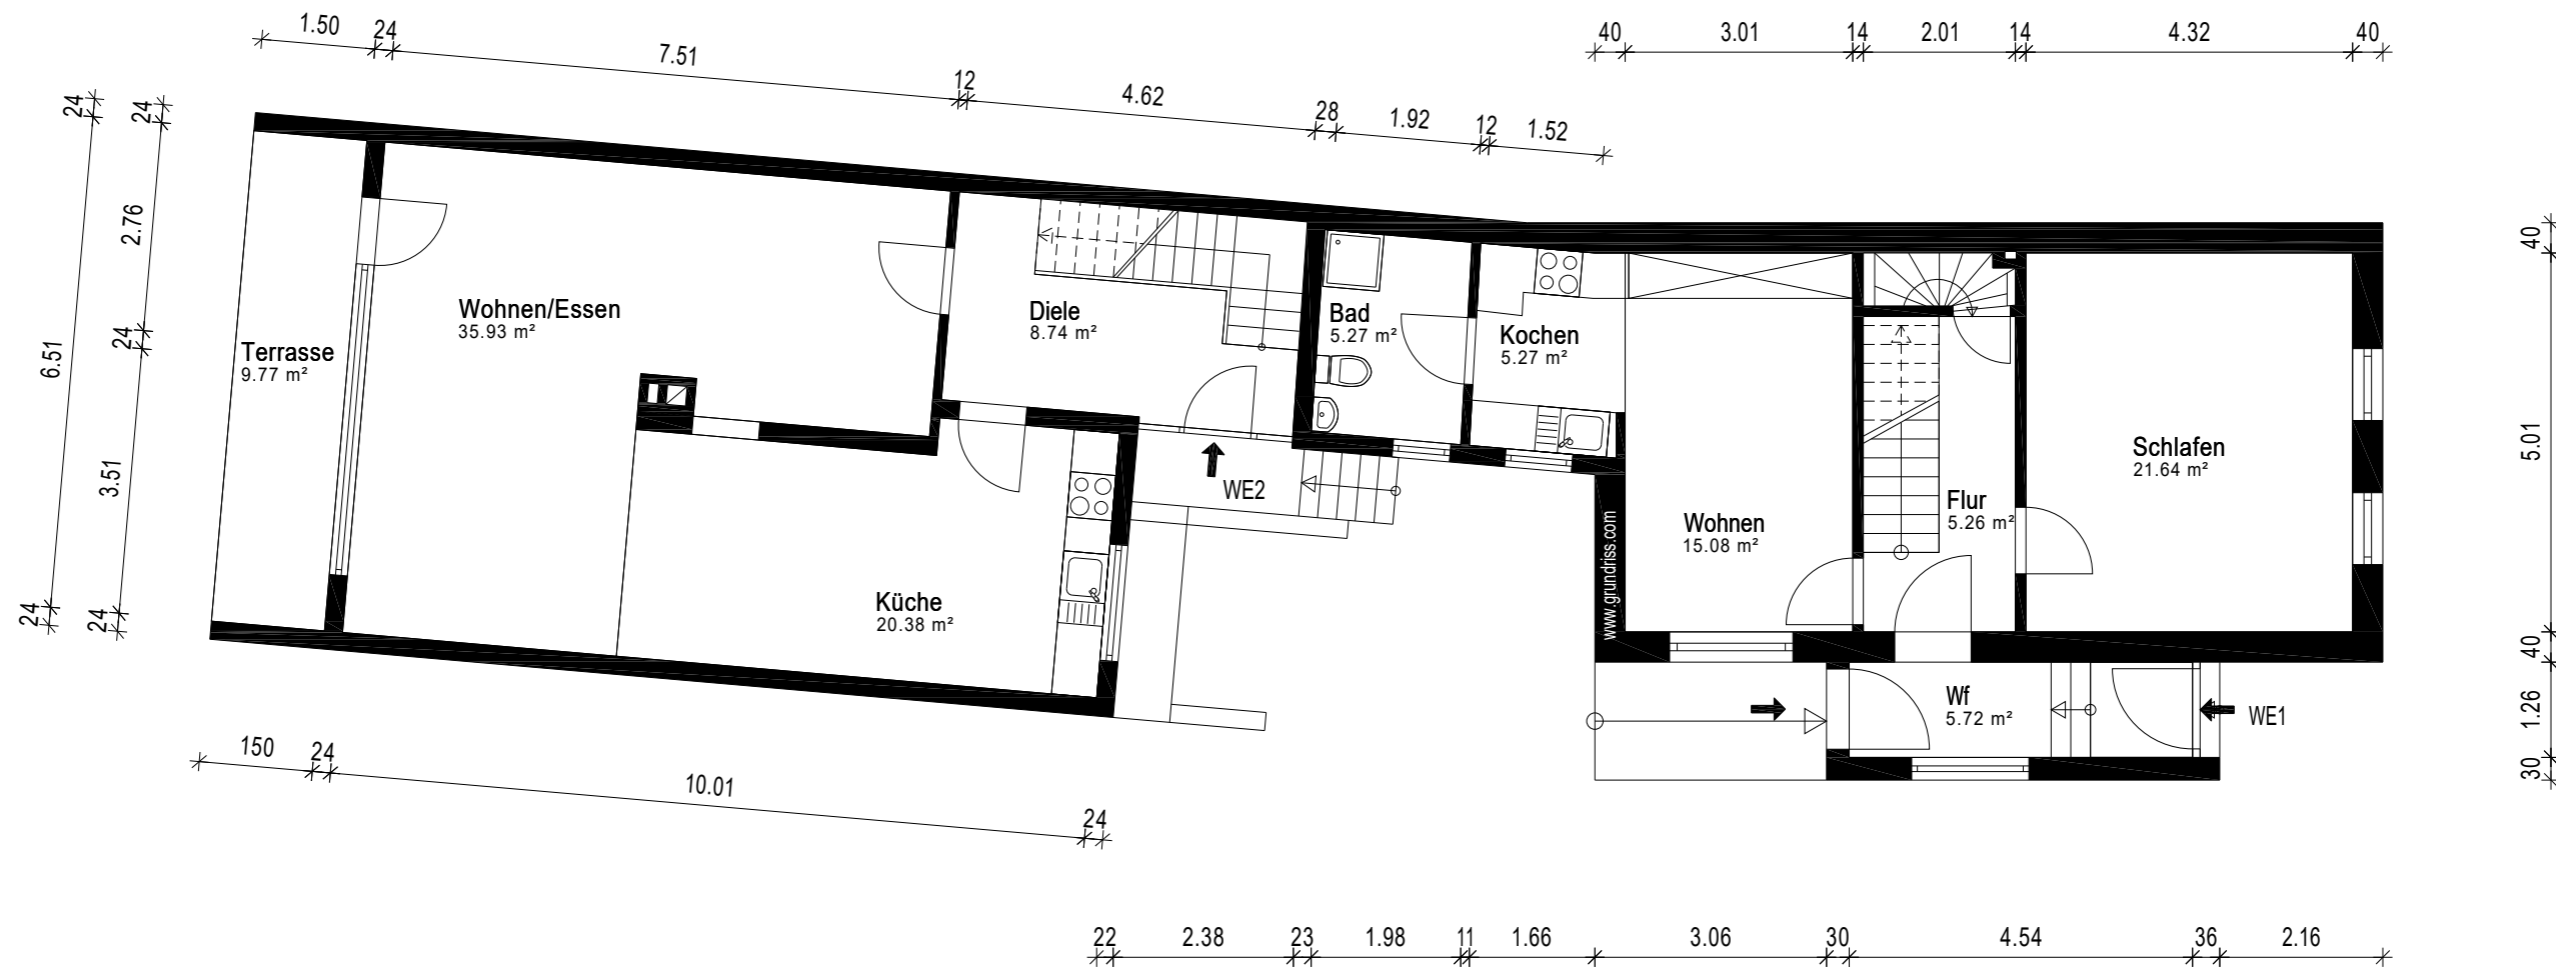 1.50
24
7.51
12
4.62
28
1.92
12
1.52
40
3.01
14
2.01
14
4.32
40
24
24
2.76
24
6.51
3.51
24
24
40
5.01
40
1.26
30
Terrasse
9.77 m²
Wohnen/Essen
35.93 m²
Diele
8.74 m²
Bad
5.27 m²
Kochen
5.27 m²
Küche
20.38 m²
WE2
Wohnen
15.08 m²
www.grundriss.com
Flur
5.26 m²
Schlafen
21.64 m²
Wf
5.72 m²
WE1
150
24
10.01
24
22
2.38
23
1.98
11
1.66
3.06
30
4.54
36
2.16